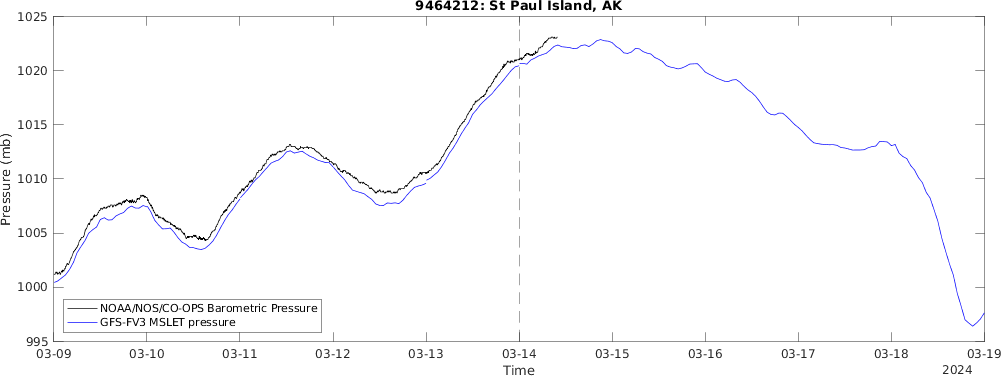 9464212: St Paul Island, AK
1025
1020
1015
1010
1005
1000
995
Pressure (mb)
NOAA/NOS/CO-OPS Barometric Pressure
GFS-FV3 MSLET pressure
03-09 03-10 03-11 03-12 03-13 03-14 03-15 03-16 03-17 03-18 03-19
Time
2024